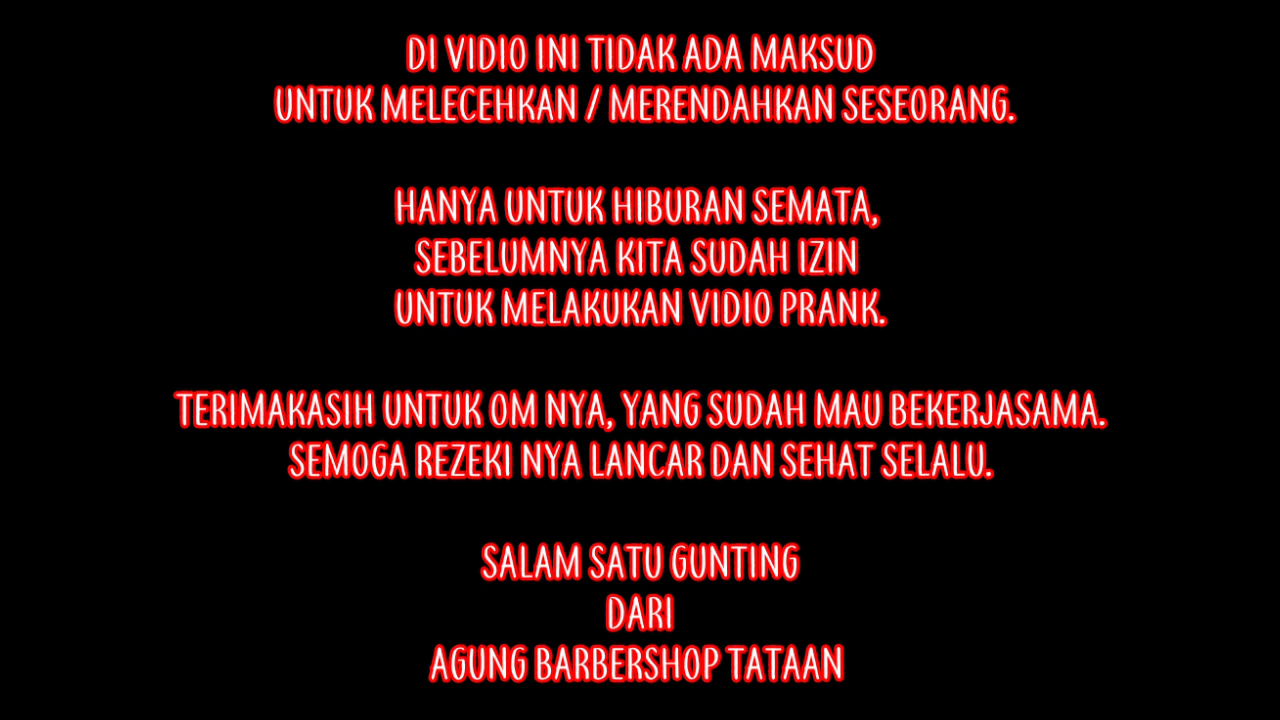 DI VIDIO INI TIDAK ADA MAKSUD
UNTUK MELECEHKAN / MERENDAHKAN SESEORANG.
HANYA UNTUK HIBURAN SEMATA,
SEBELUMNYA KITA SUDAH IZIN
UNTUK MELAKUKAN VIDIO PRANK.
TERIMAKASIH UNTUK OM NYA, YANG SUDAH MAU BEKERJASAMA.
SEMOGA REZEKI NYA LANCAR DAN SEHAT SELALU.
SALAM SATU GUNTING
DARI
AGUNG BARBERSHOP TATAAN